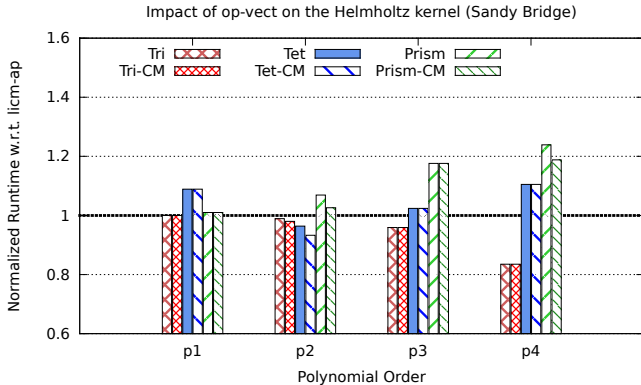 Impact of op-vect on the Helmholtz kernel (Sandy Bridge)
Normalized Runtime w.r.t. licm-ap
1.6
1.4
1.2
1
0.8
0.6
Tri Tet Prism
Tri-CM Tet-CM Prism-CM
p1 p2 p3 p4
Polynomial Order